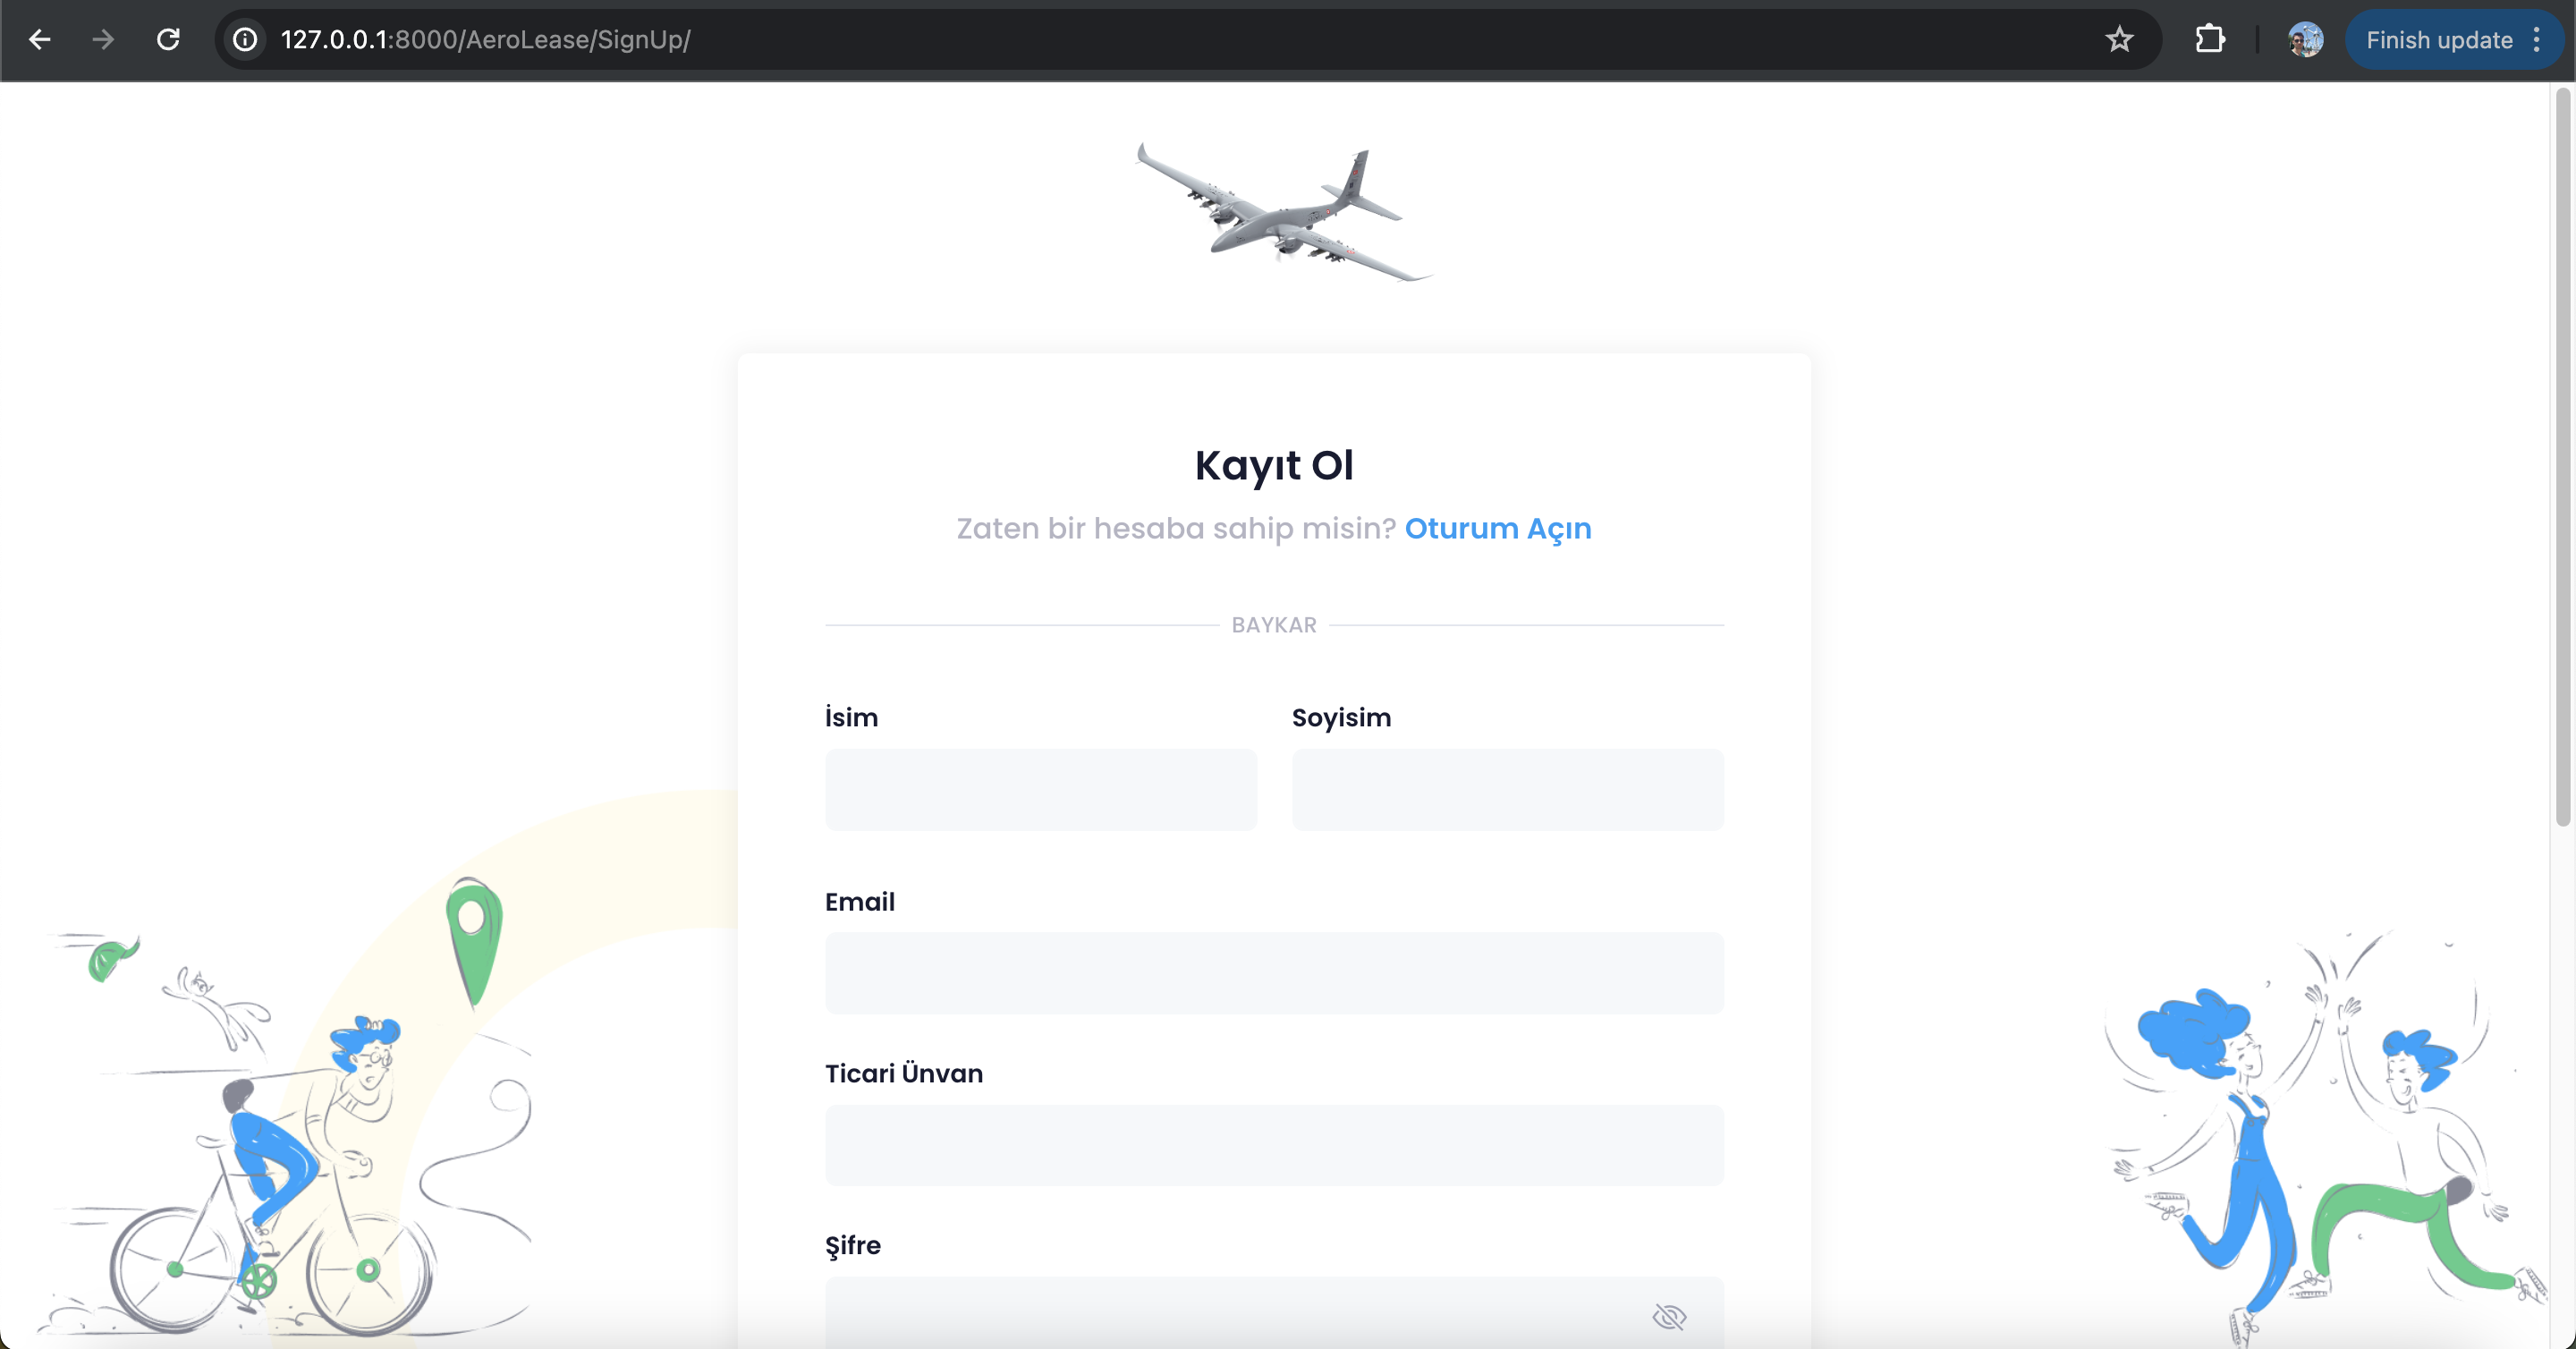 127.0.0.1:8000/AeroLease/SignUp/
Finish update
Kayıt Ol
Zaten bir hesaba sahip misin? Oturum Açın
BAYKAR
İsim
Soyisim
Email
Ticari Ünvan
Şifre